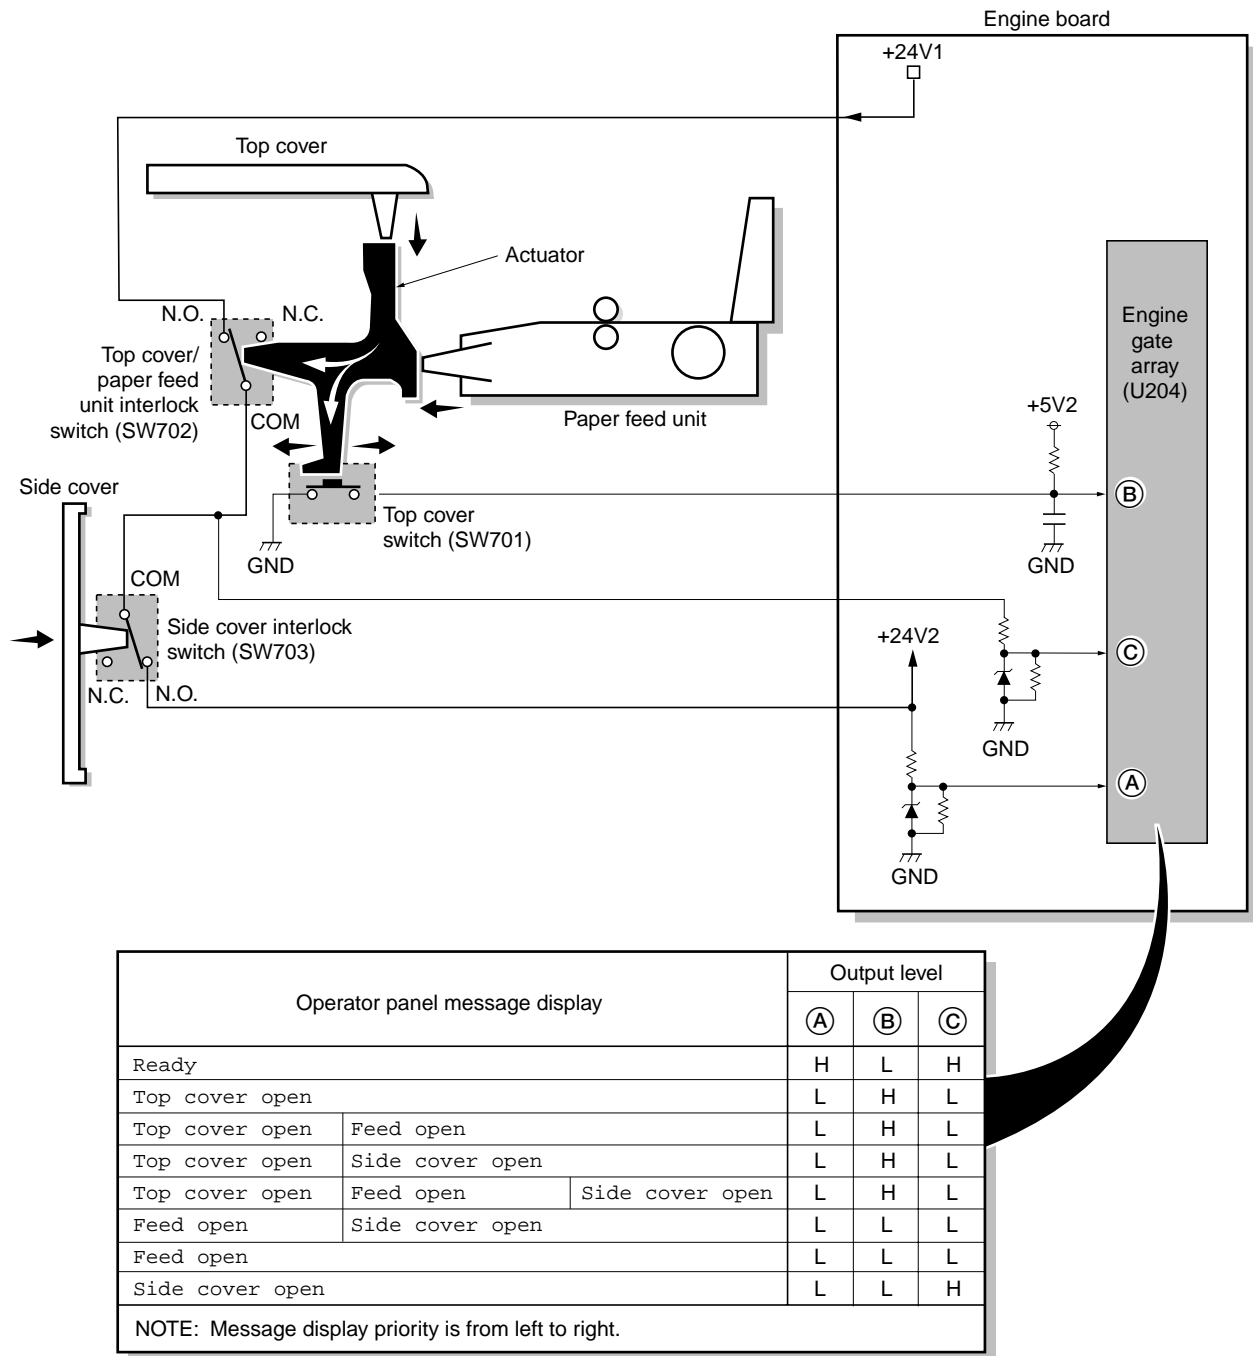 Engine board
+24V1
Top cover
Actuator
N.O.
N.C.
Top cover/
paper feed
unit interlock
switch (SW702)
COM
Paper feed unit
Engine
gate
array
(U204)
+5V2
Side cover
B
Top cover
switch (SW701)
GND
GND
COM
Side cover interlock
switch (SW703)
+24V2
C
N.C.
N.O.
GND
A
GND
Operator panel message display
Output level
A B C
Ready H L H
Top cover open L H L
Top cover open Feed open L H L
Top cover open Side cover open L H L
Top cover open Feed open Side cover open L H L
Feed open Side cover open L L L
Feed open L L L
Side cover open L L H
NOTE: Message display priority is from left to right.